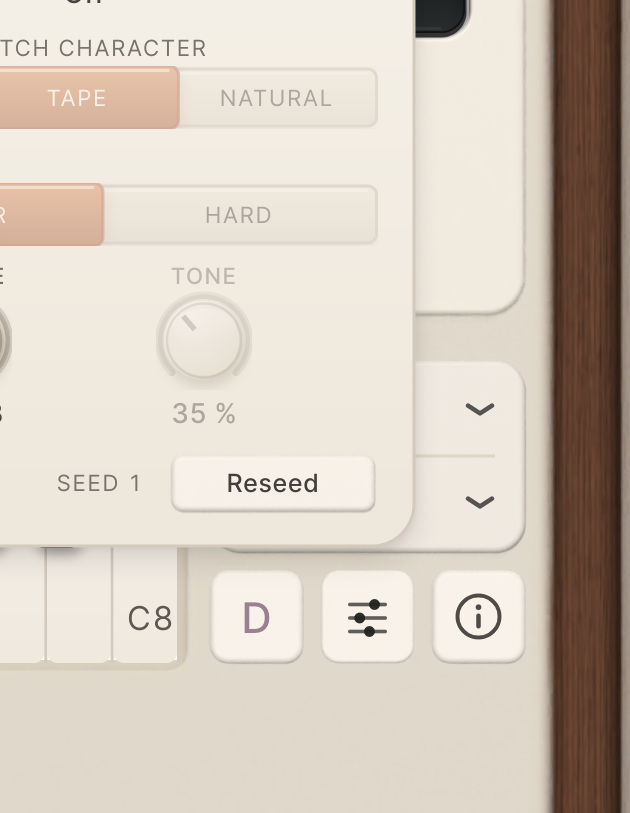 TCH CHARACTER
TAPE NATURAL
HARD
TONE
35 %
SEED 1 Reseed
C8 D